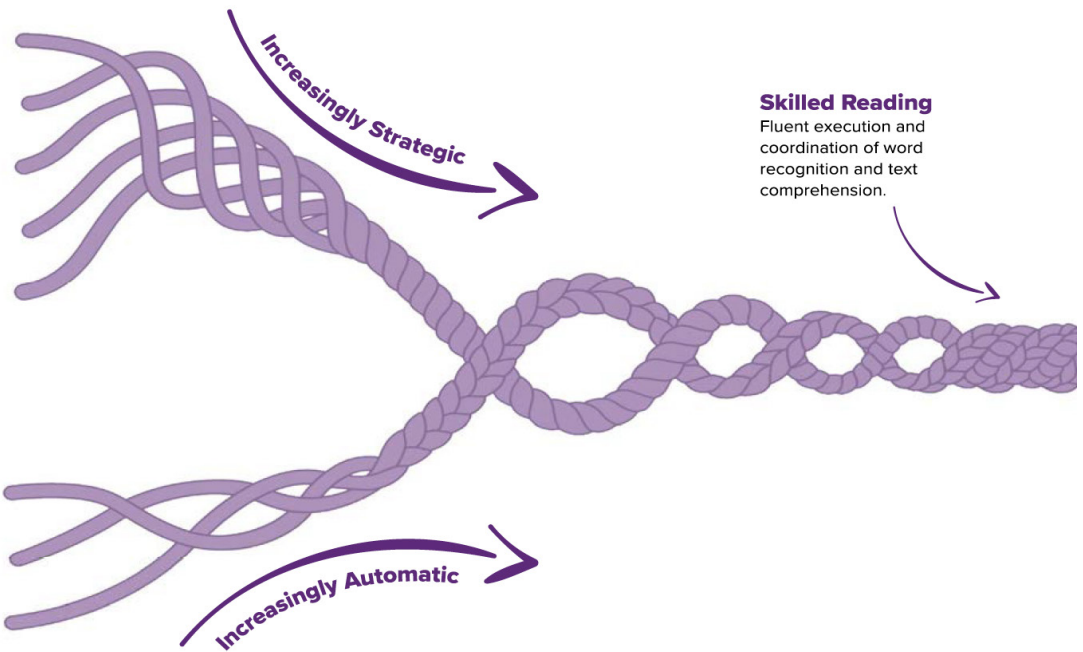 Increasingly Strategic
Skilled Reading
Fluent execution and
coordination of word
recognition and text
comprehension.
Increasingly Automatic